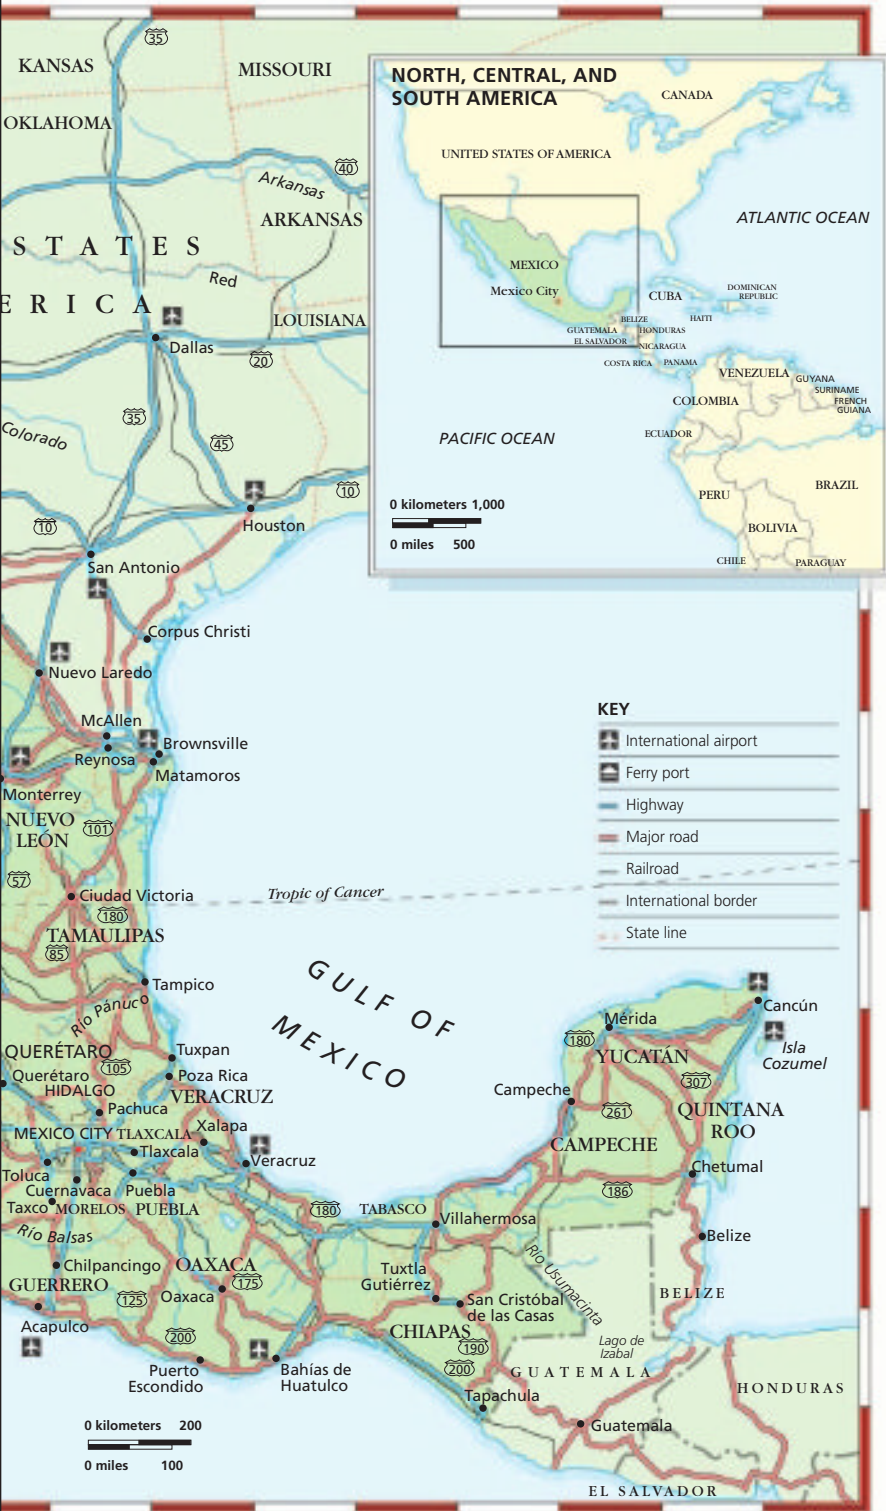 35
KANSAS
MISSOURI
OKLAHOMA
40
Arkansas
ARKANSAS
STATES
Red
ERICA
LOUISIANA
Dallas
20
35
Colorado
45
10
10
Houston
San Antonio
NORTH, CENTRAL, AND
SOUTH AMERICA
CANADA
UNITED STATES OF AMERICA
ATLANTIC OCEAN
MEXICO
Mexico City
CUBA
DOMINICAN
REPUBLIC
HAITI
BELIZE
GUATEMALA
HONDURAS
EL SALVADOR
NICARAGUA
COSTA RICA
PANAMA
VENEZUELA
GUYANA
SURINAME
FRENCH
GUIANA
COLOMBIA
ECUADOR
PACIFIC OCEAN
PERU
BRAZIL
BOLIVIA
CHILE
PARAGUAY
0 kilometers 1,000
0 miles 500
Corpus Christi
Nuevo Laredo
McAllen
Brownsville
Reynosa
Matamoros
Monterrey
NUEVO
LEÓN
101
57
KEY
International airport
Ferry port
Highway
Major road
Railroad
International border
State line
Ciudad Victoria
Tropic of Cancer
180
TAMAULIPAS
85
Tampico
Río Pánuco
GULF OF
MEXICO
Cancún
Mérida
Isla
Cozumel
180
YUCATÁN
307
QUERÉTARO
Tuxpan
105
Querétaro
Poza Rica
HIDALGO
VERACRUZ
Pachuca
Campeche
261
QUINTANA
ROO
MEXICO CITY
TLAXCALA
Xalapa
CAMPECHE
Tlaxcala
Veracruz
Chetumal
Toluca
Cuernavaca
Puebla
186
Taxco
MORELOS
PUEBLA
180
TABASCO
Villahermosa
Río Balsas
Belize
Chilpancingo
OAXACA
Tuxtla
Gutiérrez
Río Usumacinta
GUERRERO
175
Oaxaca
125
San Cristóbal
de las Casas
BELIZE
Acapulco
200
CHIAPAS
190
Lago de
Izabal
200
GUATEMALA
Puerto
Escondido
Bahías de
Huatulco
HONDURAS
Tapachula
Guatemala
0 kilometers 200
0 miles 100
EL SALVADOR